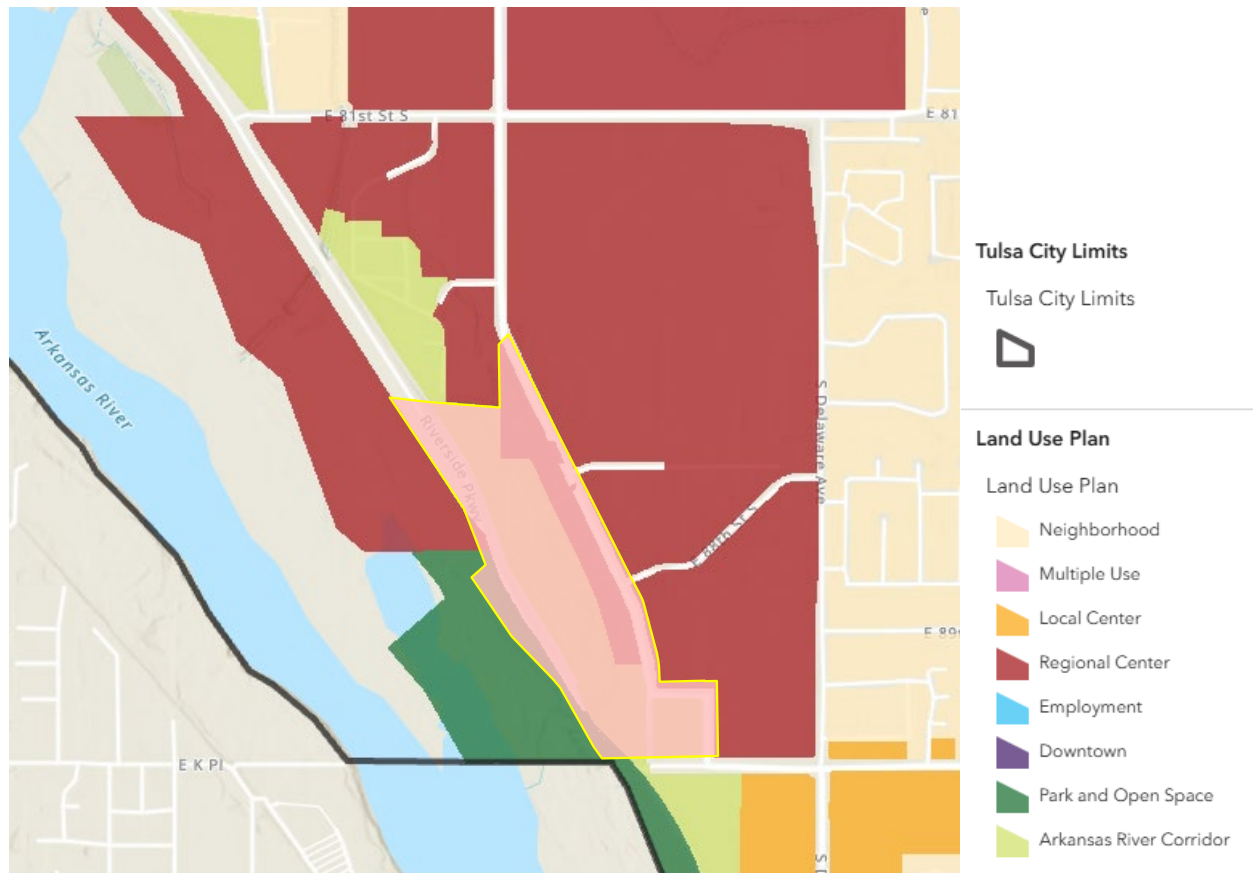 E 81st St S
E 81
Arkansas River
Riverside Pkwy
S Delaware Ave
E 88th St S
E 89
E K Pl
S D
Tulsa City Limits
Tulsa City Limits
Land Use Plan
Land Use Plan
Neighborhood
Multiple Use
Local Center
Regional Center
Employment
Downtown
Park and Open Space
Arkansas River Corridor